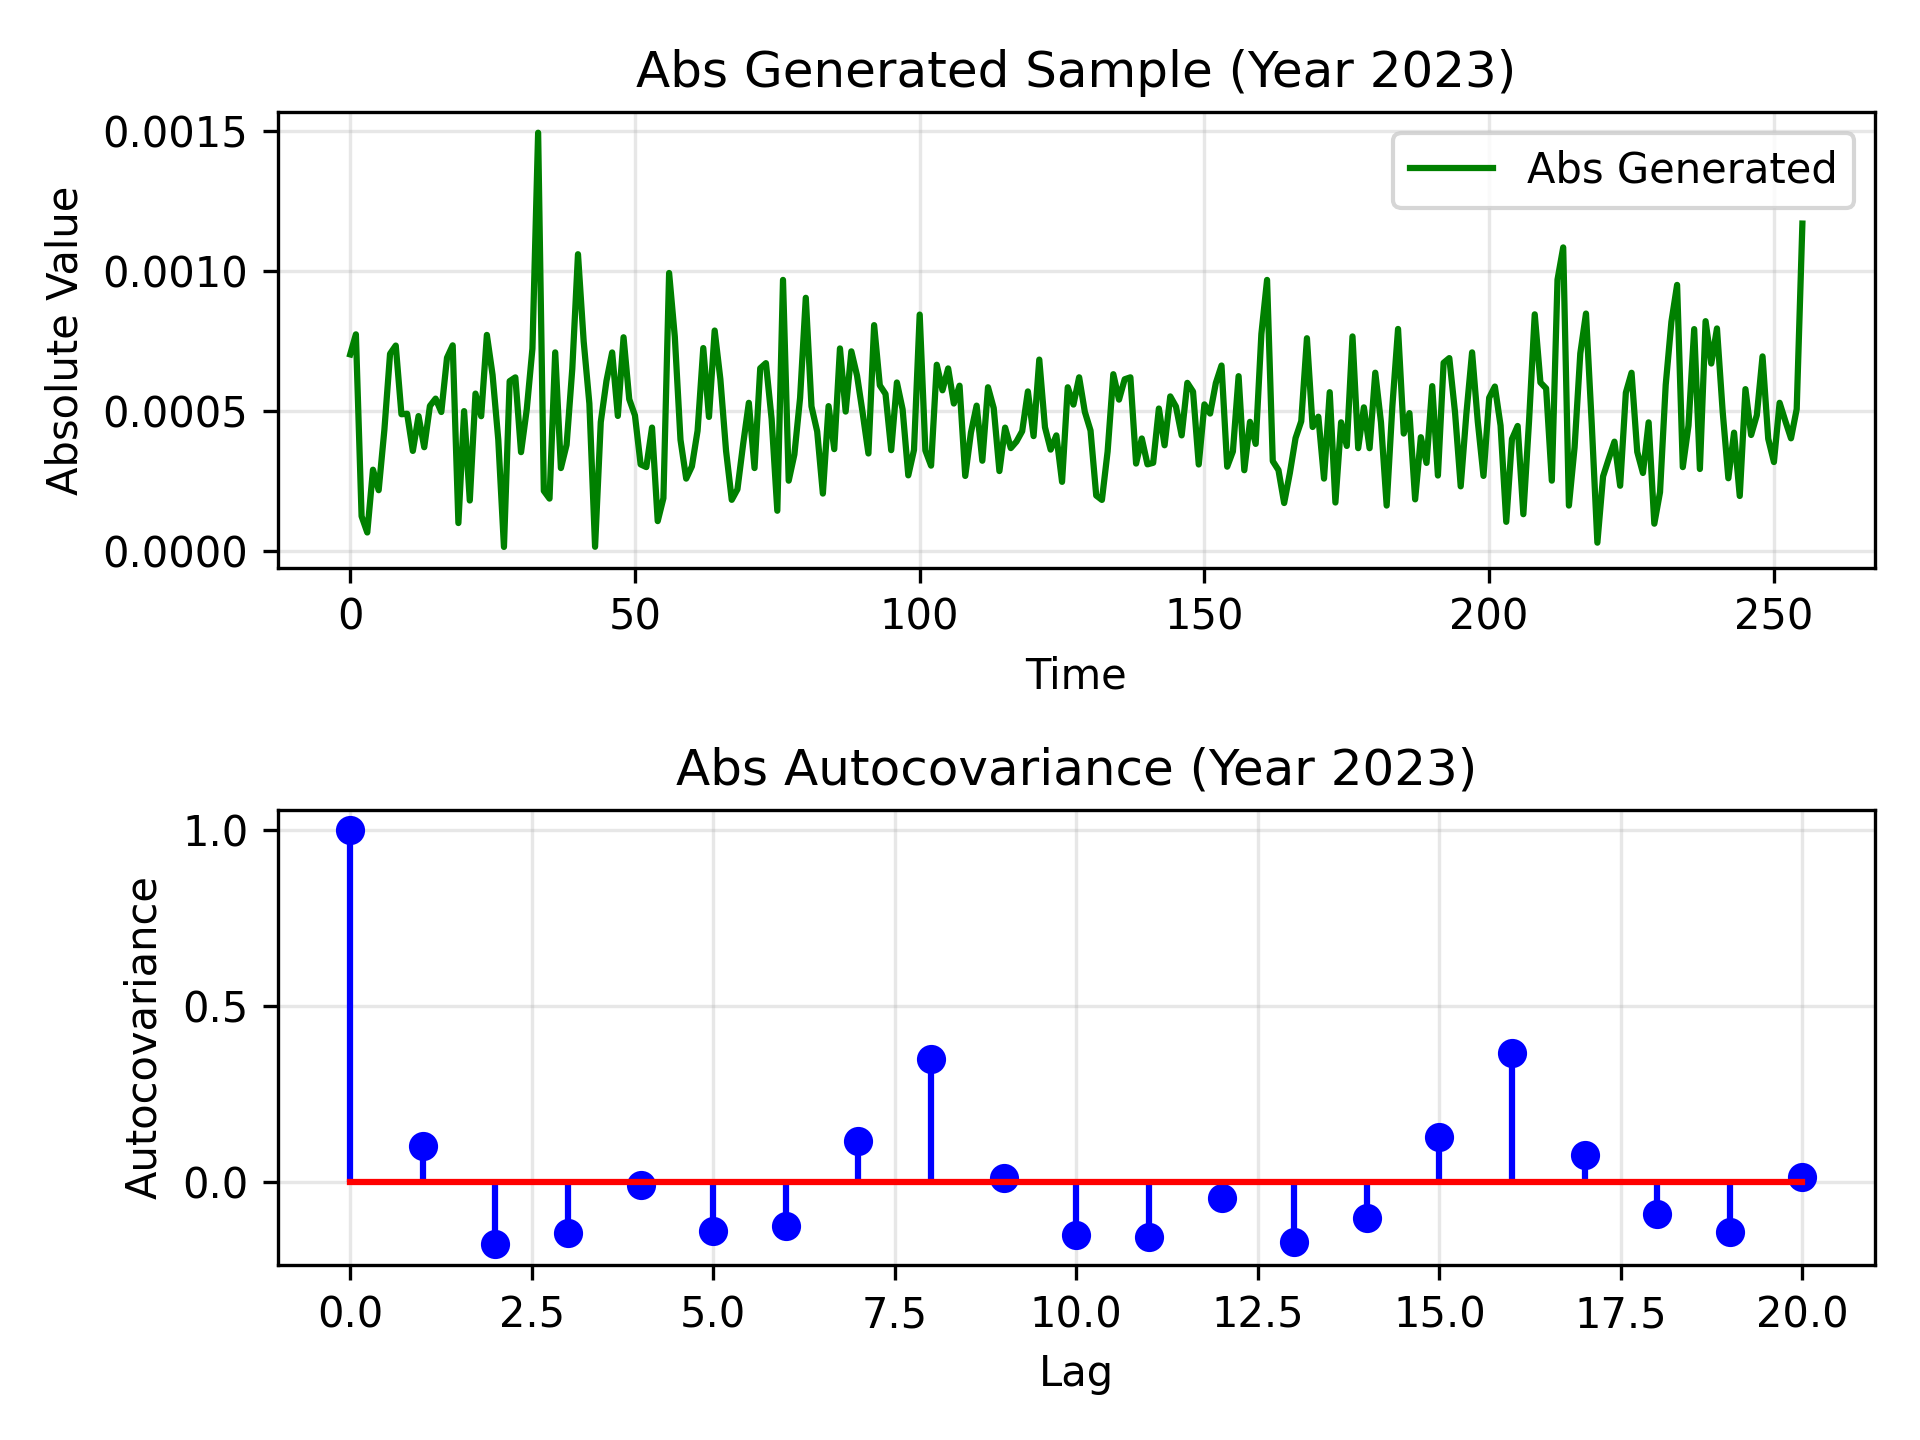 Abs Generated Sample (Year 2023)
Absolute Value
0.0015
0.0010
0.0005
0.0000
Abs Generated
0 50 100 150 200 250
Time
Abs Autocovariance (Year 2023)
Autocovariance
1.0
0.5
0.0
0.0 2.5 5.0 7.5 10.0 12.5 15.0 17.5 20.0
Lag